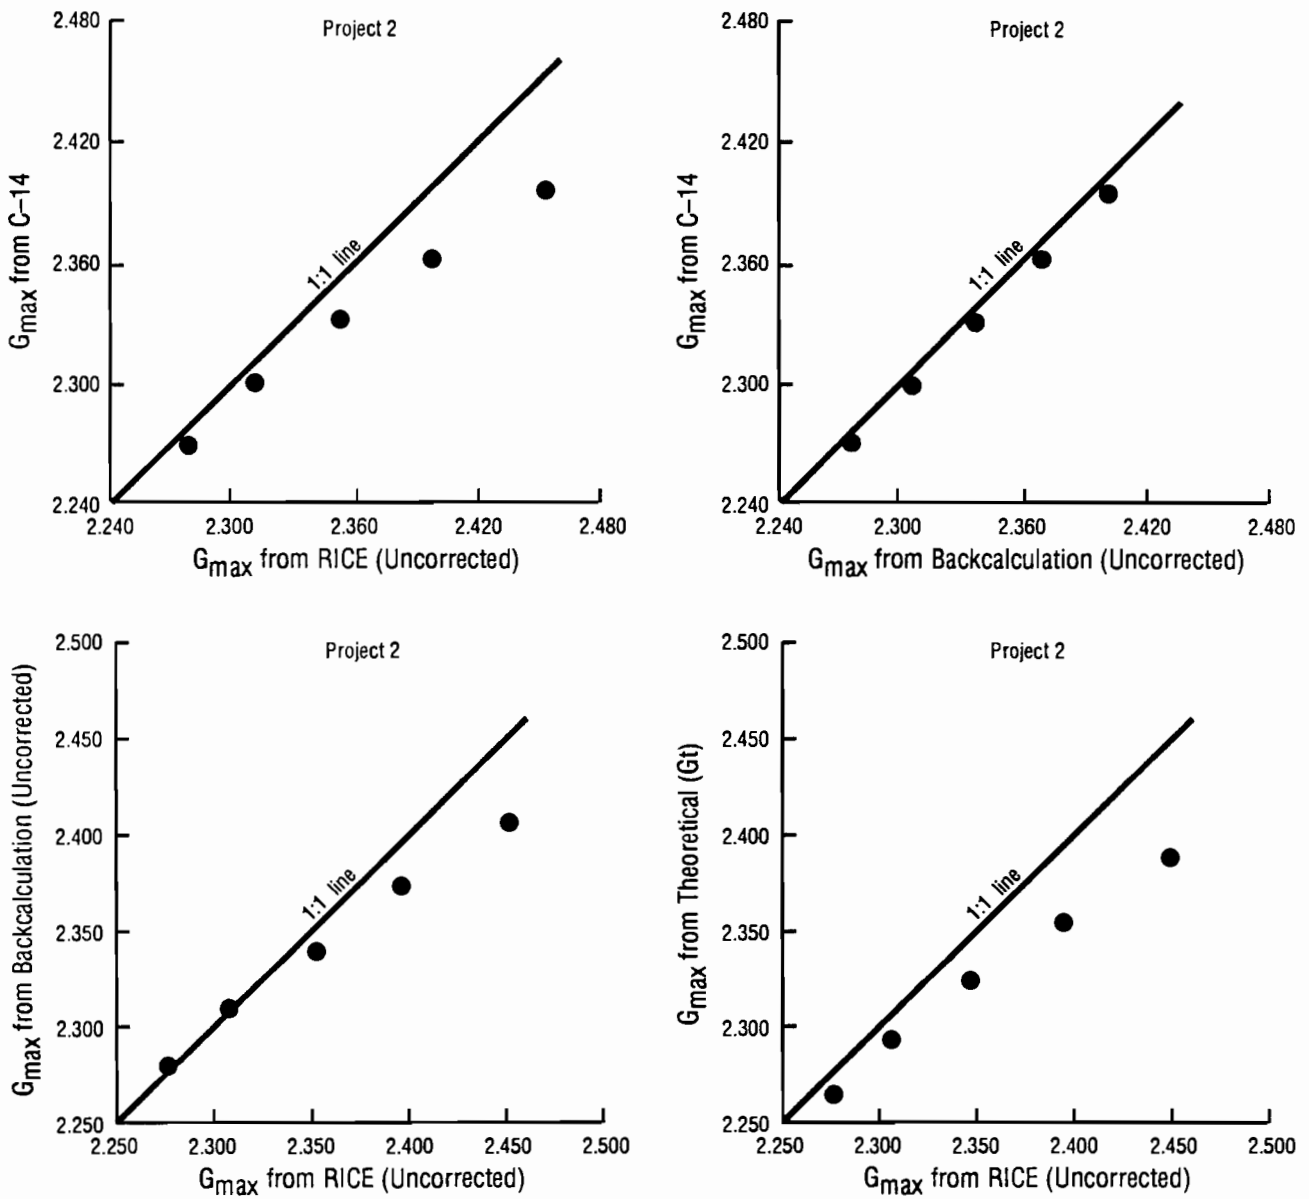 2.480
Project 2
2.420
2.360
2.300
2.240
Gmax from C–14
1:1 line
2.240 2.300 2.360 2.420 2.480
Gmax from RICE (Uncorrected)
2.480
Project 2
2.420
2.360
2.300
2.240
Gmax from C–14
1:1 line
2.240 2.300 2.360 2.420 2.480
Gmax from Backcalculation (Uncorrected)
2.500
Project 2
2.450
2.400
2.350
2.300
2.250
Gmax from Backcalculation (Uncorrected)
1:1 line
2.250 2.300 2.350 2.400 2.450 2.500
Gmax from RICE (Uncorrected)
2.500
Project 2
2.450
2.400
2.350
2.300
2.250
Gmax from Theoretical (Gt)
1:1 line
2.250 2.300 2.350 2.400 2.450 2.500
Gmax from RICE (Uncorrected)